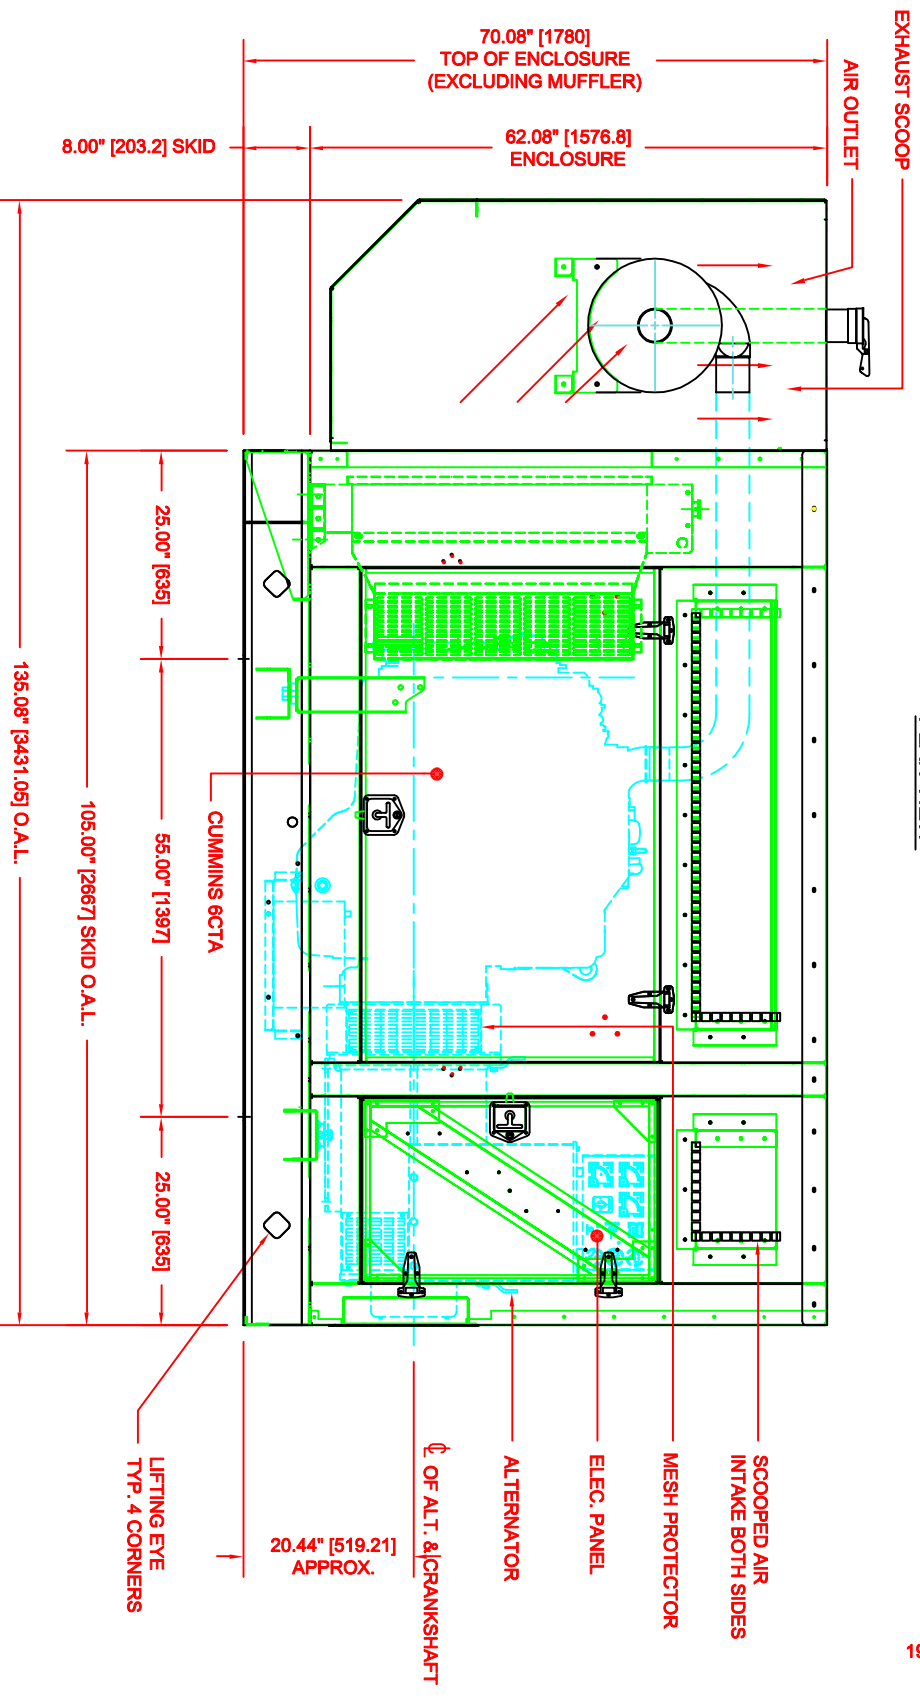 70.08" [1780]
TOP OF ENCLOSURE
(EXCLUDING MUFFLER)
62.08" [1576.8]
ENCLOSURE
8.00" [203.2] SKID
EXHAUST SCOOP
AIR OUTLET
25.00" [635]
55.00" [1397]
25.00" [635]
105.00" [2667] SKID O.A.L.
135.08" [3431.05] O.A.L.
CUMMINS 6CTA
SCOOPED AIR
INTAKE BOTH SIDES
MESH PROTECTOR
ELEC. PANEL
ALTERNATOR
℄ OF ALT. & CRANKSHAFT
20.44" [519.21]
APPROX.
LIFTING EYE
TYP. 4 CORNERS